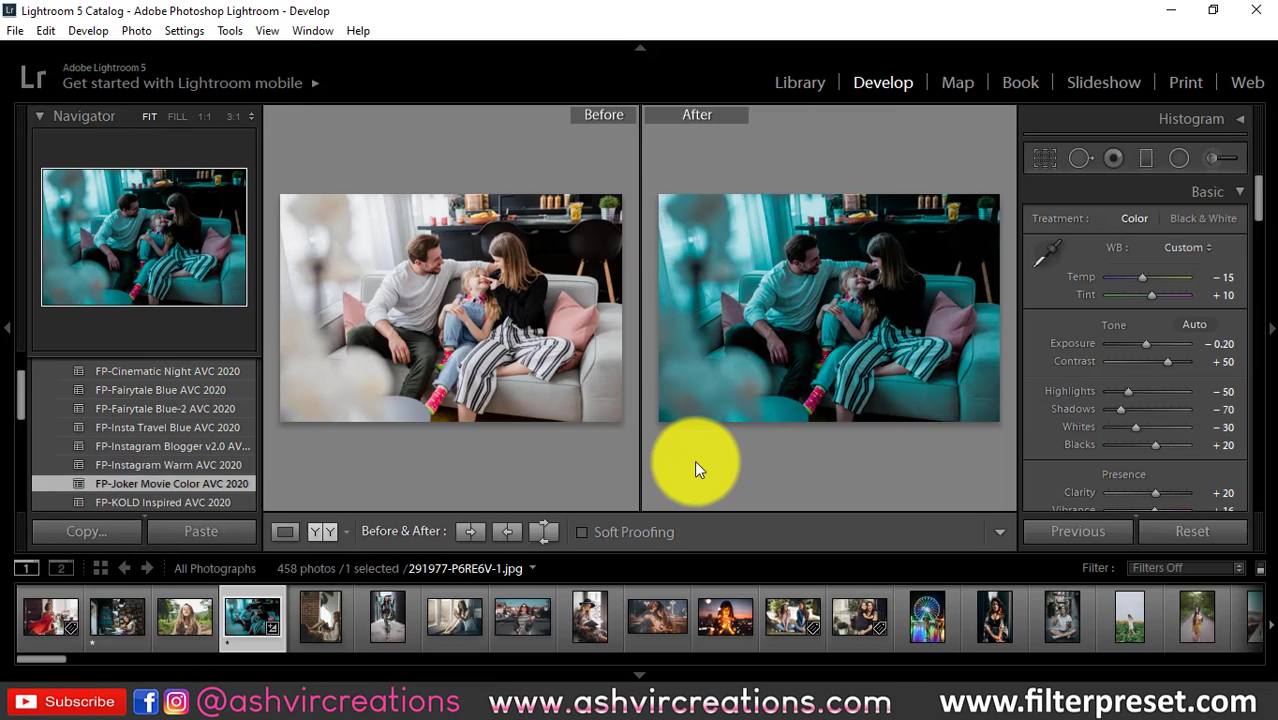 Lr Lightroom 5 Catalog - Adobe Photoshop Lightroom - Develop
File Edit Develop Photo Settings Tools View Window Help
Lr
Adobe Lightroom 5
Get started with Lightroom mobile
Library Develop Map Book Slideshow Print Web
Navigator FIT FILL 1:1 3:1
FP-Cinematic Night AVC 2020
FP-Fairytale Blue AVC 2020
FP-Fairytale Blue-2 AVC 2020
FP-Insta Travel Blue AVC 2020
FP-Instagram Blogger v2.0 AV...
FP-Instagram Warm AVC 2020
FP-Joker Movie Color AVC 2020
FP-KOLD Inspired AVC 2020
Copy... Paste
Before After
Histogram
Basic
Treatment : Color Black & White
WB : Custom
Temp - 15
Tint + 10
Tone Auto
Exposure - 0.20
Contrast + 50
Highlights - 50
Shadows - 70
Whites - 30
Blacks + 20
Presence
Clarity + 20
Previous Reset
YY Before & After : Soft Proofing
1 2 All Photographs 458 photos /1 selected /291977-P6RE6V-1.jpg Filter : Filters Off
Subscribe @ashvircreations www.ashvircreations.com www.filterpreset.com